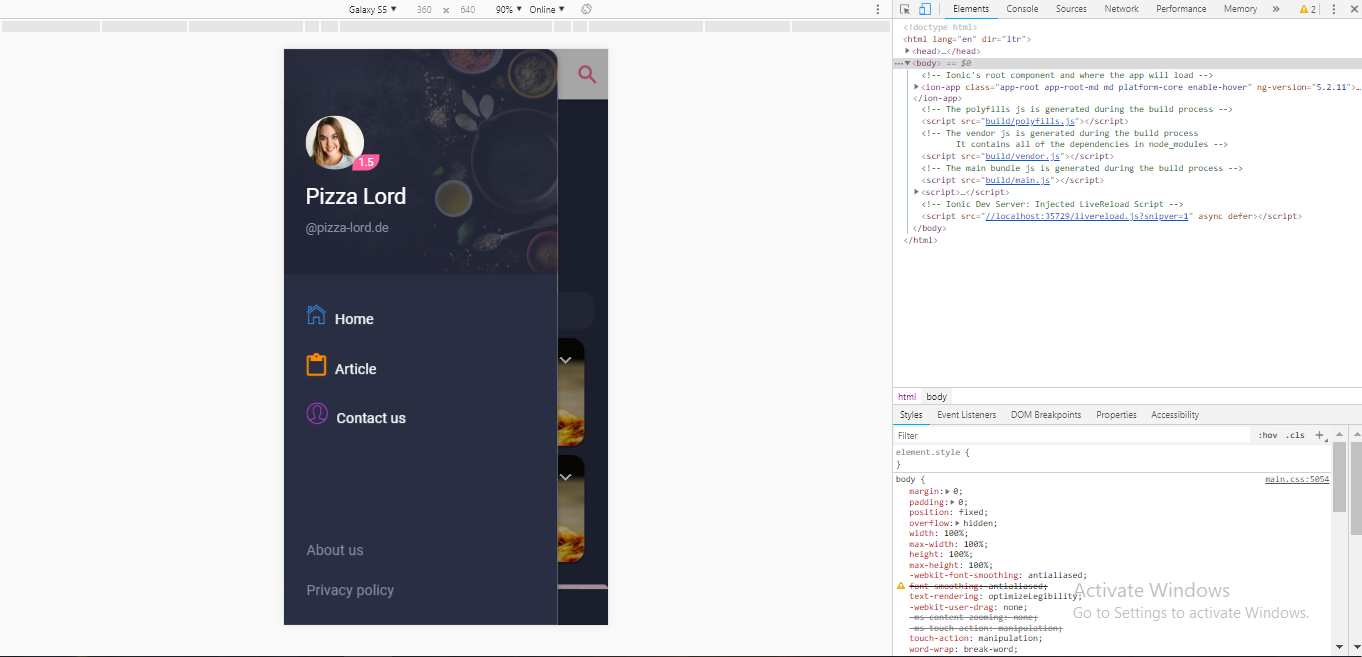 Galaxy S5 ▼ 360 × 640 90% ▼ Online ▼
Elements Console Sources Network Performance Memory » 2
1.5
Pizza Lord
@pizza-lord.de
Home
Article
Contact us
About us
Privacy policy
<!doctype html>
<html lang="en" dir="ltr">
<head>…</head>
<body> == $0
<!-- Ionic's root component and where the app will load -->
<ion-app class="app-root app-root-md md platform-core enable-hover" ng-version="5.2.11">…
</ion-app>
<!-- The polyfills js is generated during the build process -->
<script src="build/polyfills.js"></script>
<!-- The vendor js is generated during the build process
It contains all of the dependencies in node_modules -->
<script src="build/vendor.js"></script>
<!-- The main bundle js is generated during the build process -->
<script src="build/main.js"></script>
<script>…</script>
<!-- Ionic Dev Server: Injected LiveReload Script -->
<script src="//localhost:35729/livereload.js?snipver=1" async defer></script>
</body>
</html>
html body
Styles Event Listeners DOM Breakpoints Properties Accessibility
Filter :hov .cls +
element.style {
}
body { main.css:5054
margin: 0;
padding: 0;
position: fixed;
overflow: hidden;
width: 100%;
max-width: 100%;
height: 100%;
max-height: 100%;
-webkit-font-smoothing: antialiased;
font-smoothing: antialiased;
text-rendering: optimizeLegibility;
-webkit-user-drag: none;
-ms-content-zooming: none;
-ms-touch-action: manipulation;
touch-action: manipulation;
word-wrap: break-word;
Activate Windows
Go to Settings to activate Windows.